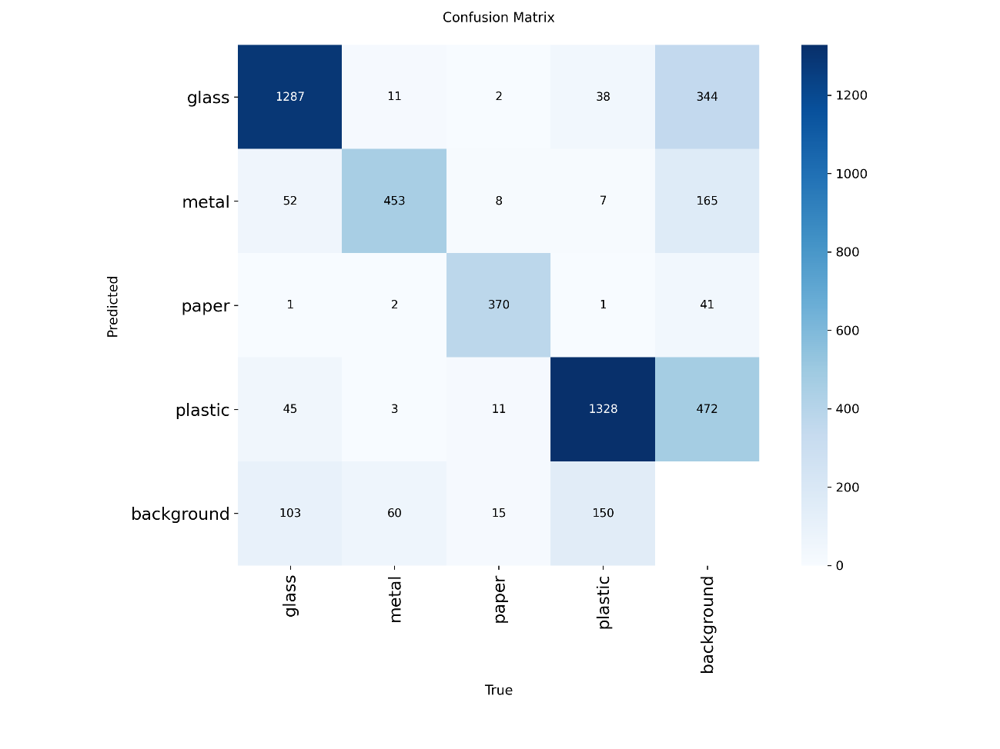 Confusion Matrix
glass
1287 11 2 38 344
metal
52 453 8 7 165
paper
1 2 370 1 41
plastic
45 3 11 1328 472
background
103 60 15 150
glass
metal
paper
plastic
background
Predicted
True
1200
1000
800
600
400
200
0